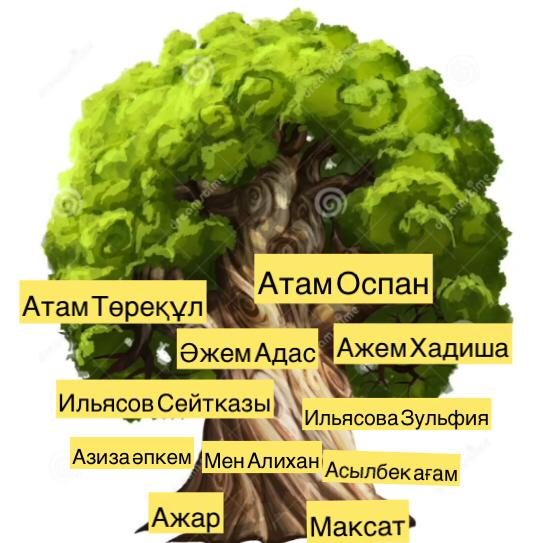 Атам Оспан
Атам Төреқұл
Әжем Адас
Ажем Хадиша
Ильясов Сейтказы
Ильясова Зульфия
Азиза әпкем
Мен Алихан
Асылбек ағам
Ажар
Максат